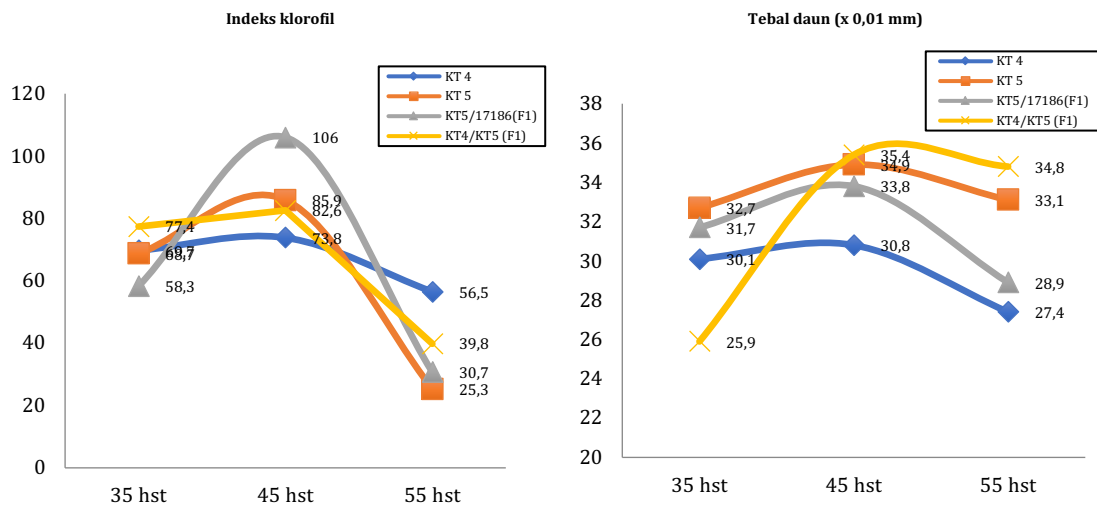 Indeks klorofil
KT 4
KT 5
KT5/17186(F1)
KT4/KT5 (F1)
120
100
80
60
40
20
0
106
85,9
82,6
77,4
73,8
69,7
68,7
58,3
56,5
39,8
30,7
25,3
35 hst
45 hst
55 hst
Tebal daun (x 0,01 mm)
KT 4
KT 5
KT5/17186(F1)
KT4/KT5 (F1)
38
36
34
32
30
28
26
24
22
20
35,4
34,9
34,8
33,8
33,1
32,7
31,7
30,8
30,1
28,9
27,4
25,9
35 hst
45 hst
55 hst